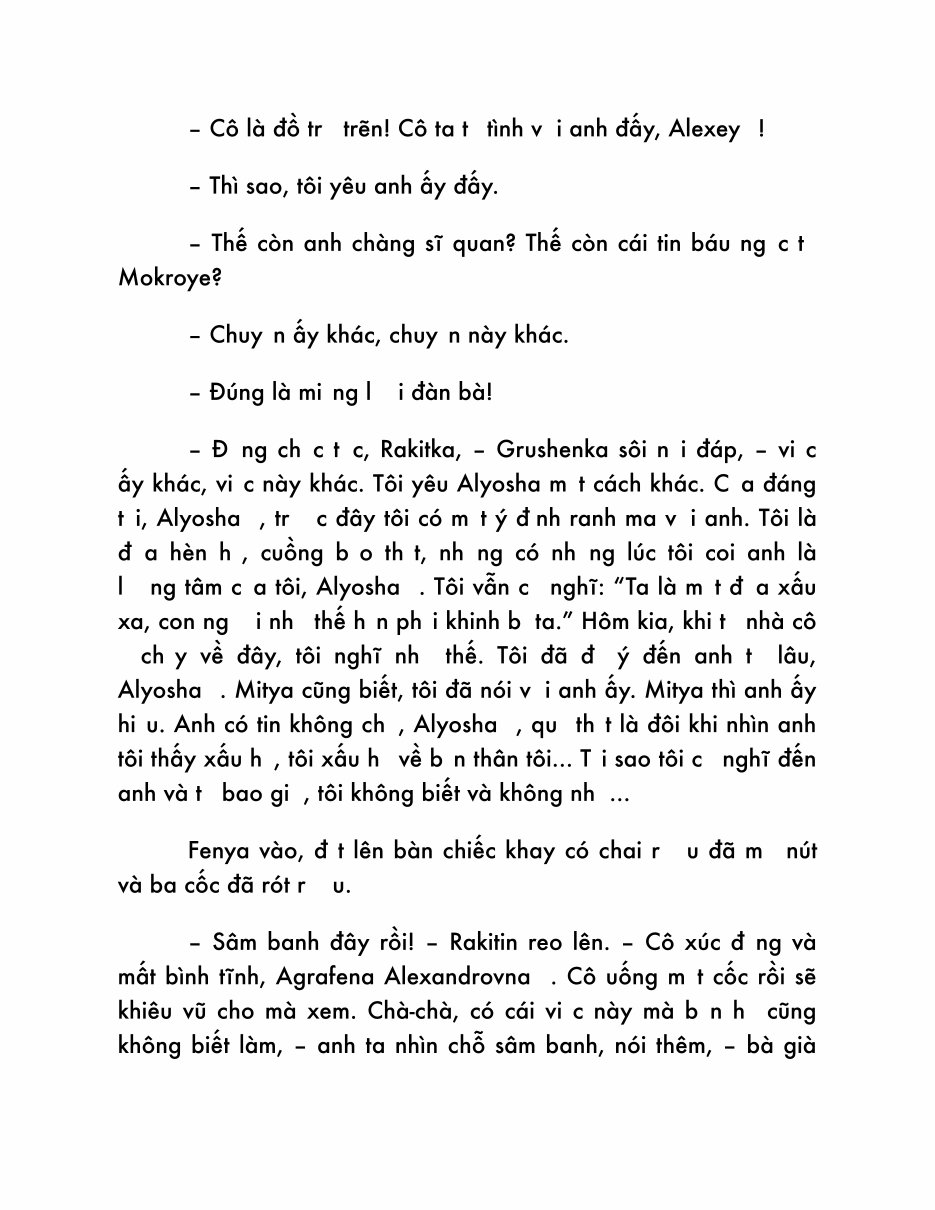 – Cô là đồ tr trẽn! Cô ta t tình v i anh đấy, Alexey !
– Thì sao, tôi yêu anh ấy đấy.
– Thế còn anh chàng sĩ quan? Thế còn cái tin báu ng c t
Mokroye?
– Chuy n ấy khác, chuy n này khác.
– Đúng là mi ng l i đàn bà!
– Đ ng ch c t c, Rakitka, – Grushenka sôi n i đáp, – vi c
ấy khác, vi c này khác. Tôi yêu Alyosha m t cách khác. C a đáng
t i, Alyosha , tr c đây tôi có m t ý đ nh ranh ma v i anh. Tôi là
đ a hèn h , cuồng b o th t, nh ng có nh ng lúc tôi coi anh là
l ng tâm c a tôi, Alyosha . Tôi vẫn c nghĩ: “Ta là m t đ a xấu
xa, con ng i nh thế h n ph i khinh b ta.” Hôm kia, khi t nhà cô
ch y về đây, tôi nghĩ nh thế. Tôi đã đ ý đến anh t lâu,
Alyosha . Mitya cũng biết, tôi đã nói v i anh ấy. Mitya thì anh ấy
hi u. Anh có tin không ch , Alyosha , qu th t là đôi khi nhìn anh
tôi thấy xấu h , tôi xấu h về b n thân tôi... T i sao tôi c nghĩ đến
anh và t bao gi , tôi không biết và không nh ...
Fenya vào, đ t lên bàn chiếc khay có chai r u đã m nút
và ba cốc đã rót r u.
– Sâm banh đây rồi! – Rakitin reo lên. – Cô xúc đ ng và
mất bình tĩnh, Agrafena Alexandrovna . Cô uống m t cốc rồi sẽ
khiêu vũ cho mà xem. Chà-chà, có cái vi c này mà b n h cũng
không biết làm, – anh ta nhìn chỗ sâm banh, nói thêm, – bà già